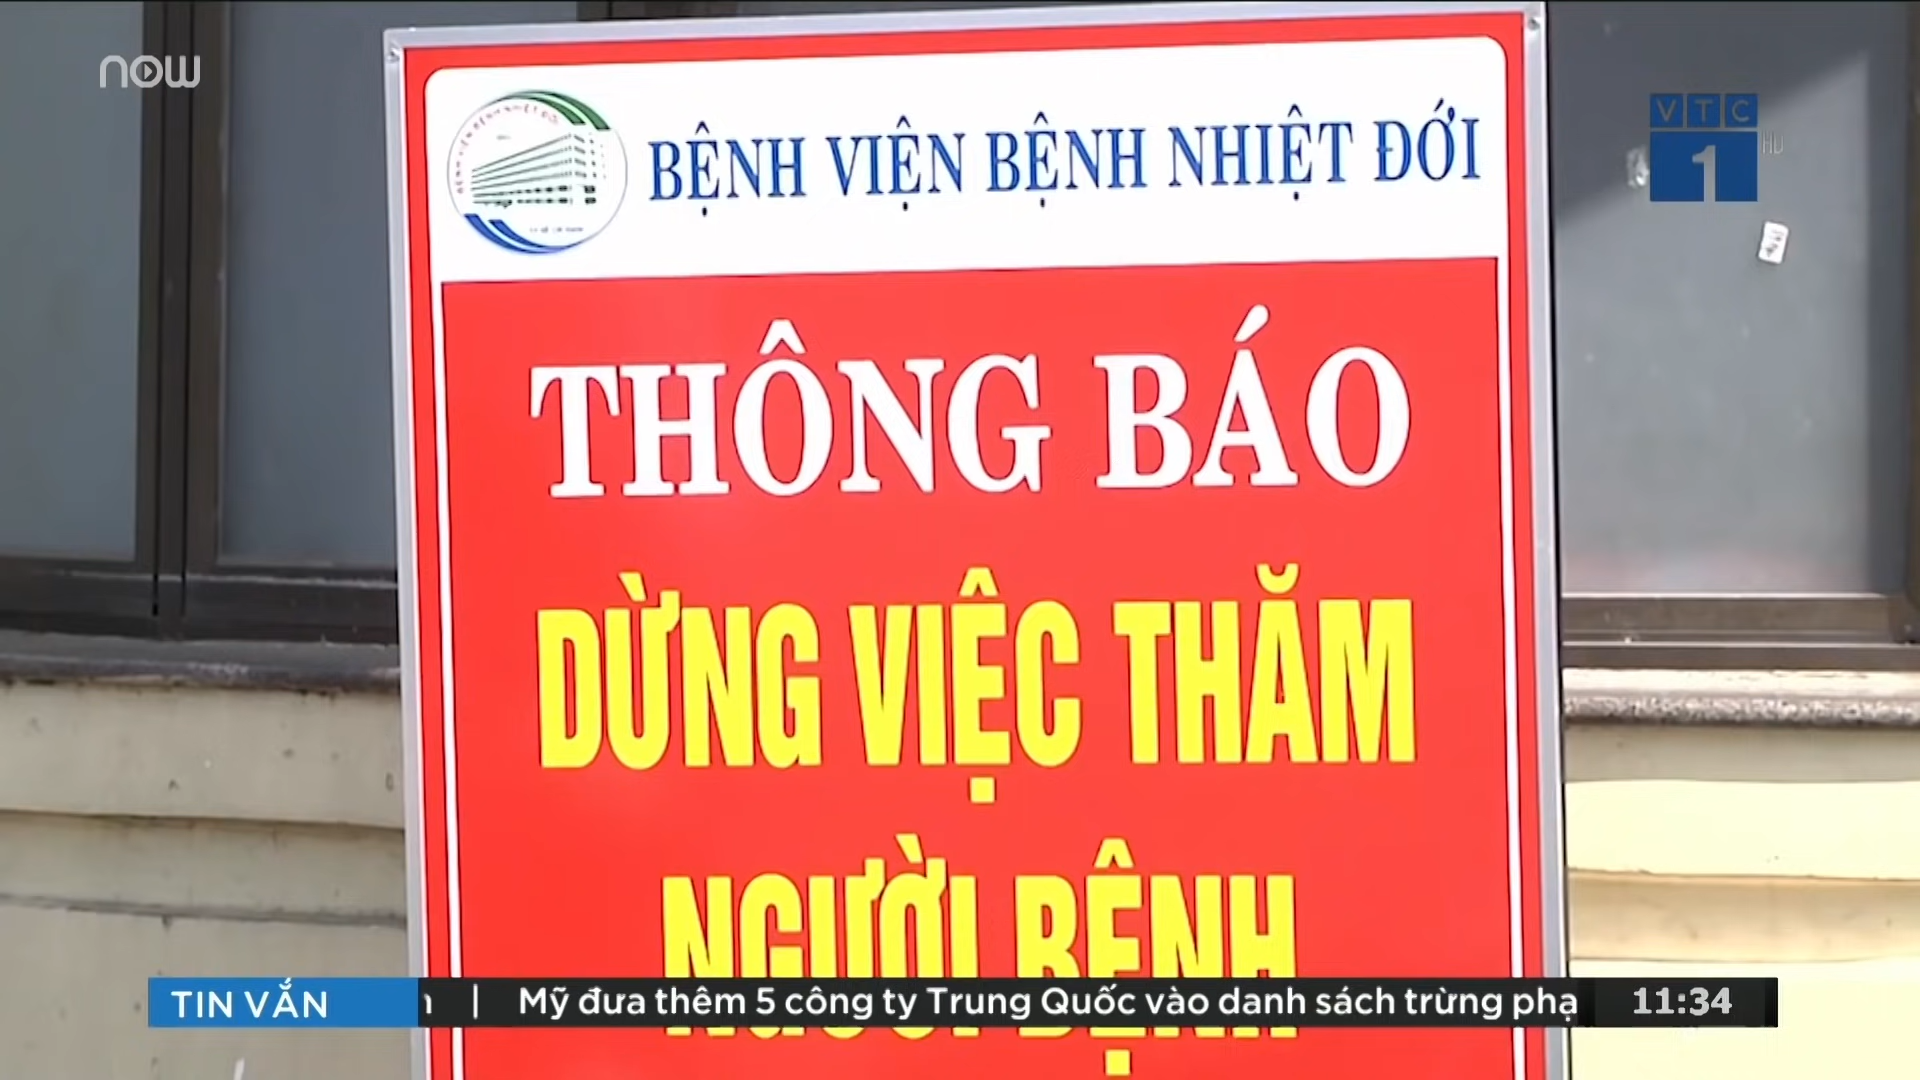 now
VTC
1
BỆNH VIỆN BỆNH NHIỆT ĐỚI
THÔNG BÁO
DỪNG VIỆC THĂM
NGƯỜI BỆNH
TIN VẮN
| Mỹ đưa thêm 5 công ty Trung Quốc vào danh sách trừng phạ
11:34